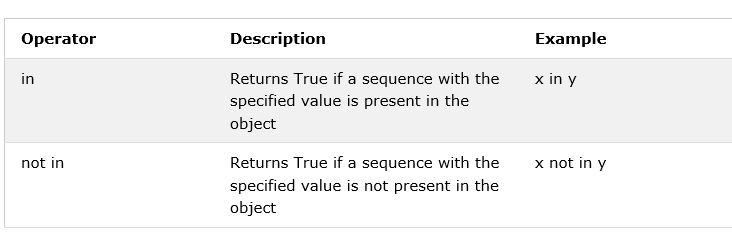 Operator Description Example
in Returns True if a sequence with the x in y
specified value is present in the
object
not in Returns True if a sequence with the x not in y
specified value is not present in the
object